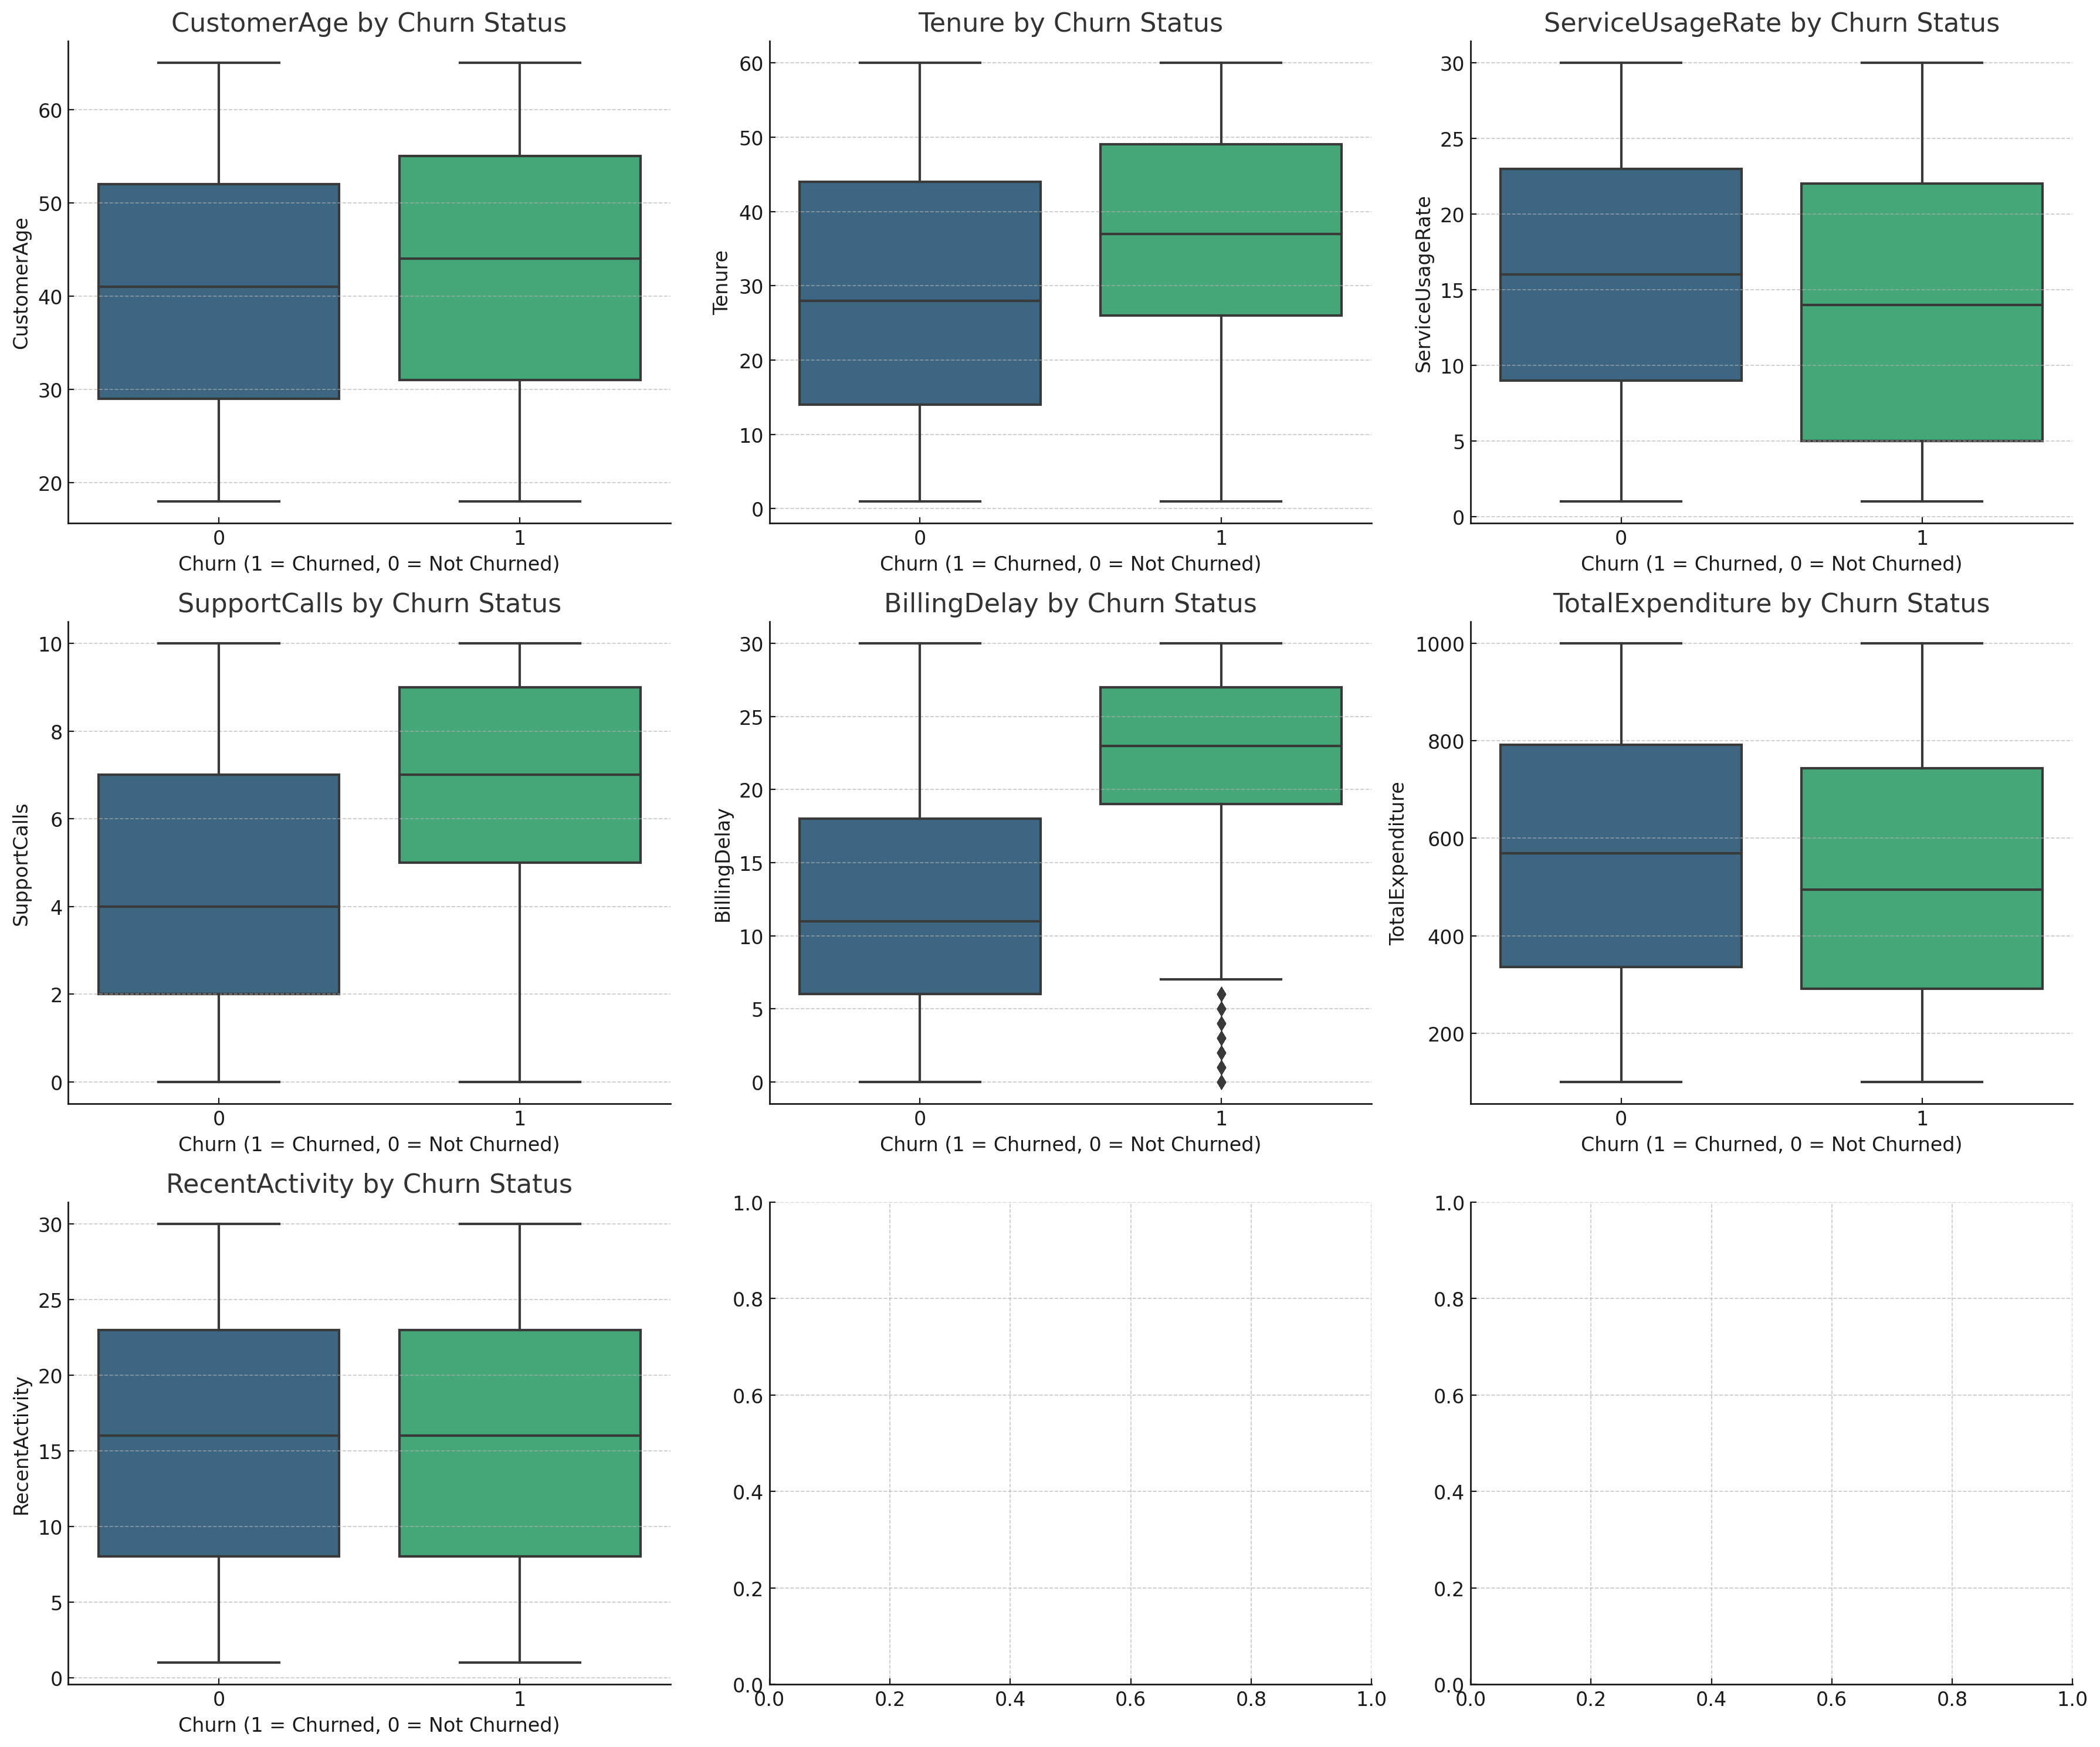 CustomerAge by Churn Status
CustomerAge
60
50
40
30
20
0 1
Churn (1 = Churned, 0 = Not Churned)
Tenure by Churn Status
Tenure
60
50
40
30
20
10
0
0 1
Churn (1 = Churned, 0 = Not Churned)
ServiceUsageRate by Churn Status
ServiceUsageRate
30
25
20
15
10
5
0
0 1
Churn (1 = Churned, 0 = Not Churned)
SupportCalls by Churn Status
SupportCalls
10
8
6
4
2
0
0 1
Churn (1 = Churned, 0 = Not Churned)
BillingDelay by Churn Status
BillingDelay
30
25
20
15
10
5
0
0 1
Churn (1 = Churned, 0 = Not Churned)
TotalExpenditure by Churn Status
TotalExpenditure
1000
800
600
400
200
0 1
Churn (1 = Churned, 0 = Not Churned)
RecentActivity by Churn Status
RecentActivity
30
25
20
15
10
5
0
0 1
Churn (1 = Churned, 0 = Not Churned)
1.0
0.8
0.6
0.4
0.2
0.0
0.0 0.2 0.4 0.6 0.8 1.0
1.0
0.8
0.6
0.4
0.2
0.0
0.0 0.2 0.4 0.6 0.8 1.0